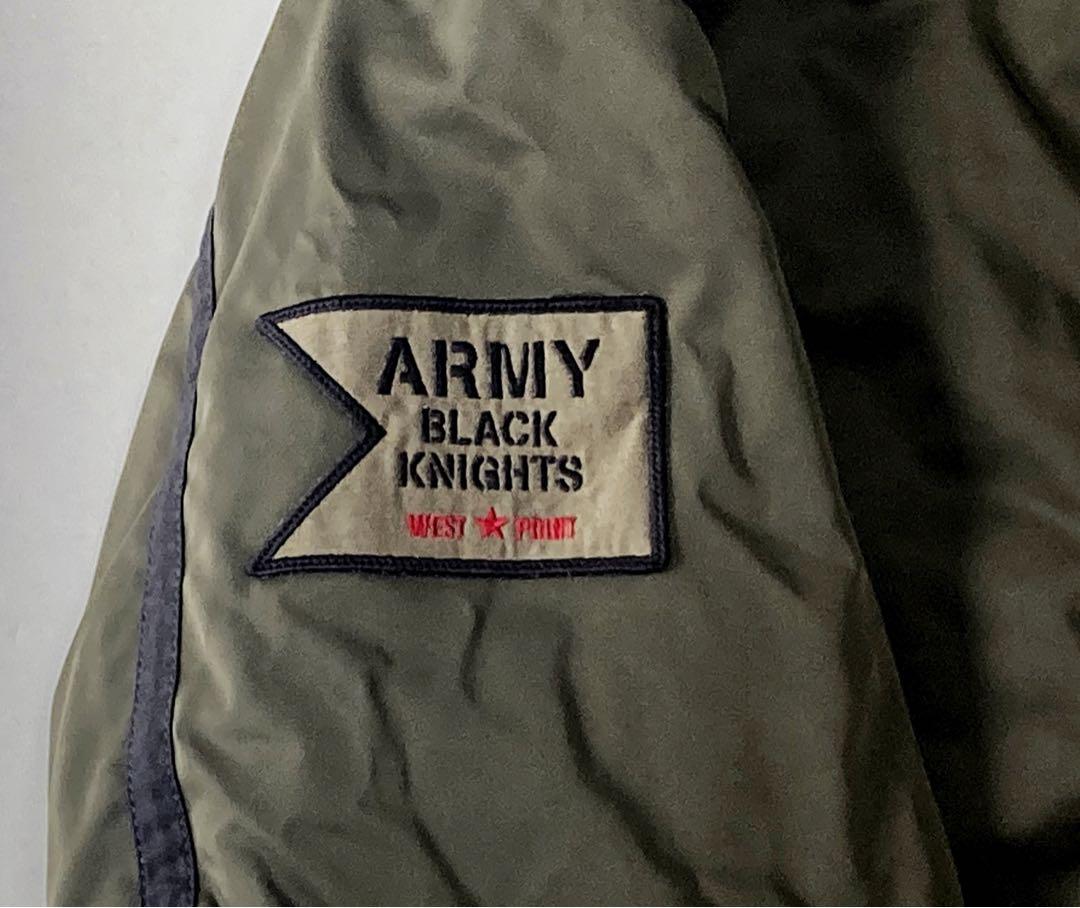 ARMY
BLACK
KNIGHTS
WEST ★ POINT